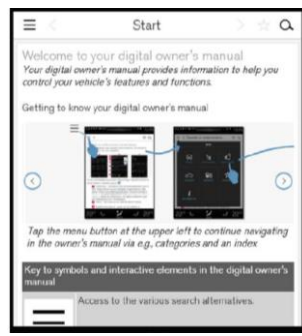 Start
Welcome to your digital owner's manual
Your digital owner's manual provides information to help you
control your vehicle's features and functions.
Getting to know your digital owner's manual
Tap the menu button at the upper left to continue navigating
in the owner's manual via e.g., categories and an index
Key to symbols and interactive elements in the digital owner's
manual
Access to the various search alternatives.